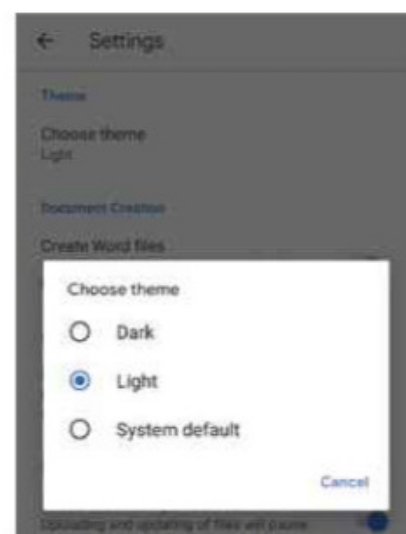 Settings
Theme
Choose theme
Light
Document Creation
Create Word files
Choose theme
Dark
Light
System default
Cancel
Uploading and updating of files will pause